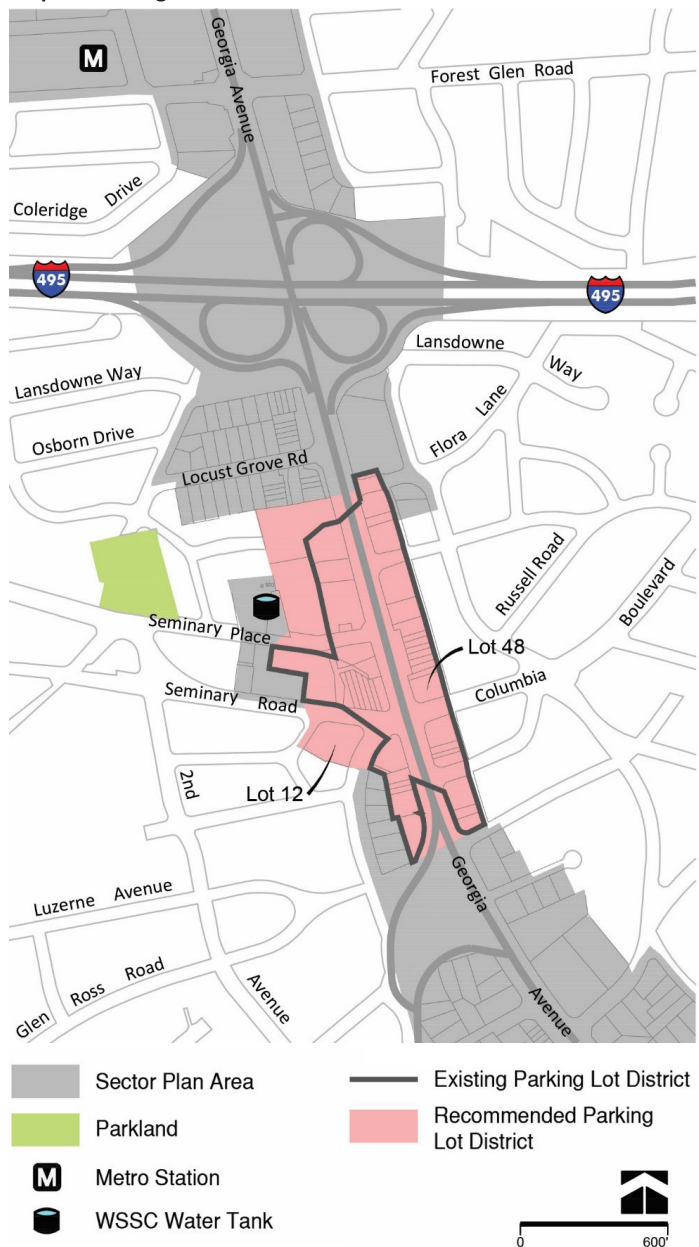 M
Georgia Avenue
Forest Glen Road
Coleridge Drive
495
495
Lansdowne Way
Lansdowne Way
Osborn Drive
Flora Lane
Locust Grove Rd
Russell Road
Boulevard
Seminary Place
Lot 48
Columbia
Seminary Road
2nd
Lot 12
Georgia
Luzerne Avenue
Glen Ross Road
Avenue
Avenue
Sector Plan Area
Existing Parking Lot District
Parkland
Recommended Parking
Lot District
M
Metro Station
WSSC Water Tank
0 600'